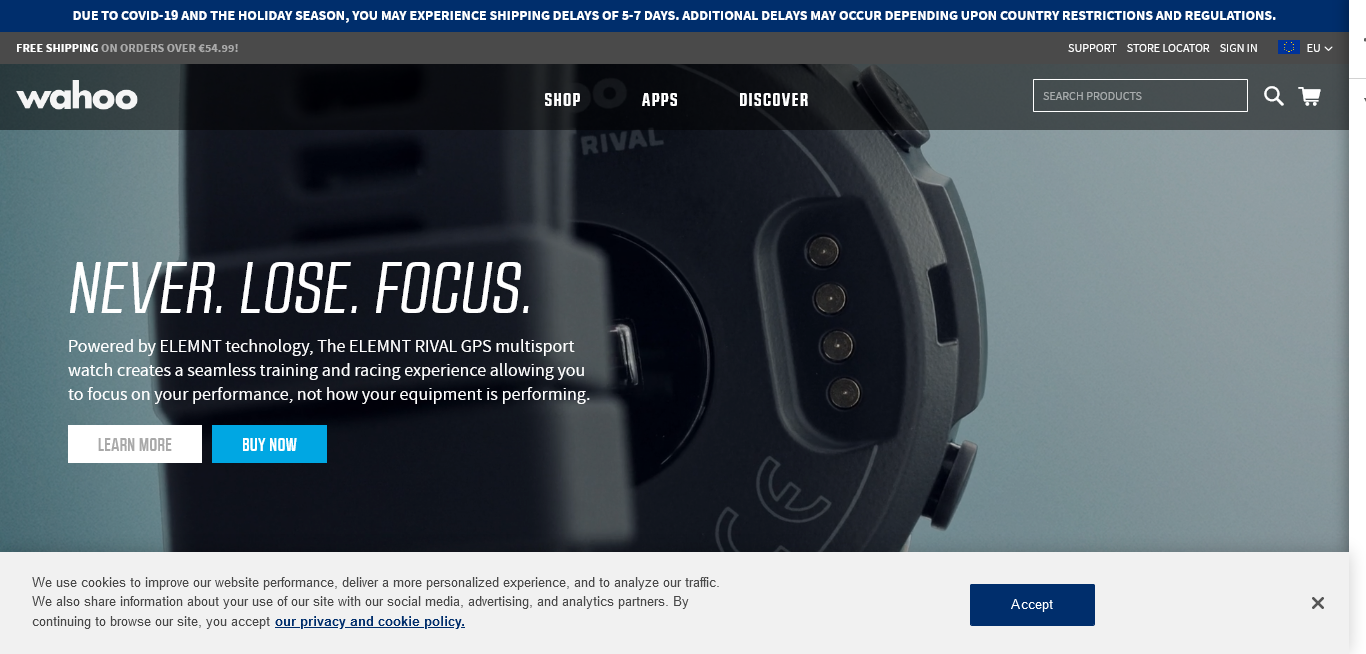 DUE TO COVID-19 AND THE HOLIDAY SEASON, YOU MAY EXPERIENCE SHIPPING DELAYS OF 5-7 DAYS. ADDITIONAL DELAYS MAY OCCUR DEPENDING UPON COUNTRY RESTRICTIONS AND REGULATIONS.
FREE SHIPPING ON ORDERS OVER €54.99!
SUPPORT STORE LOCATOR SIGN IN EU
wahoo
SHOP APPS DISCOVER
SEARCH PRODUCTS
RIVAL
NEVER. LOSE. FOCUS.
Powered by ELEMNT technology, The ELEMNT RIVAL GPS multisport
watch creates a seamless training and racing experience allowing you
to focus on your performance, not how your equipment is performing.
LEARN MORE BUY NOW
CE
We use cookies to improve our website performance, deliver a more personalized experience, and to analyze our traffic.
We also share information about your use of our site with our social media, advertising, and analytics partners. By
continuing to browse our site, you accept our privacy and cookie policy.
Accept